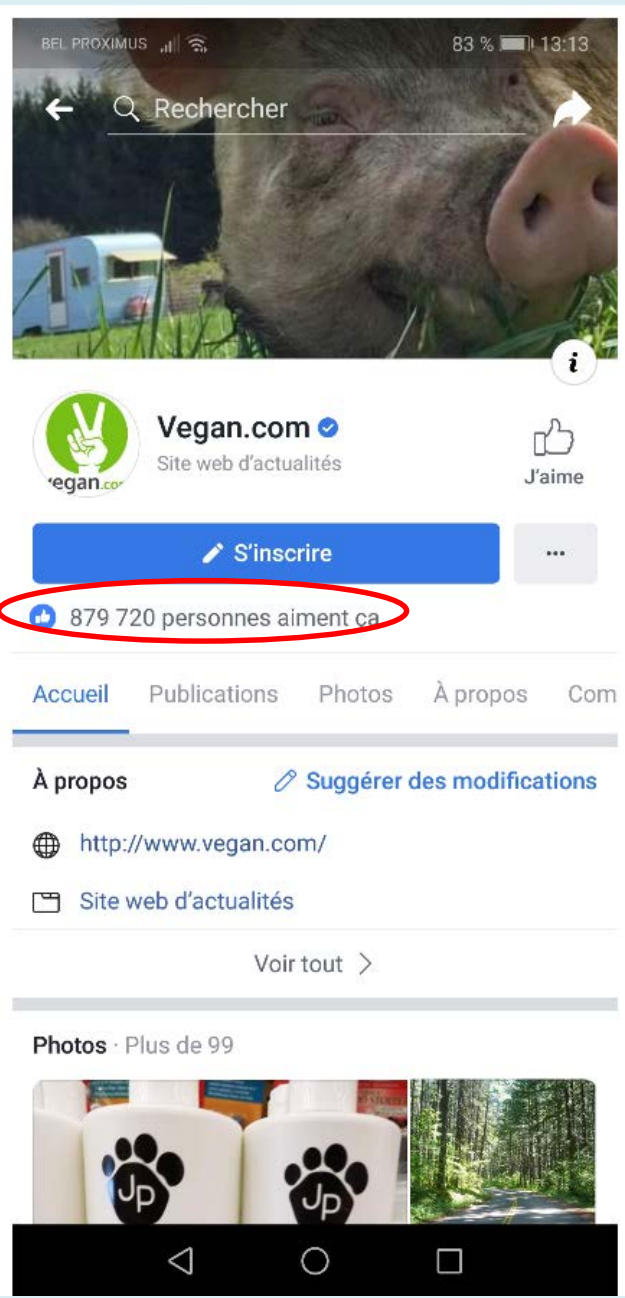 BEL PROXIMUS 83 % 13:13
Rechercher
Vegan.com
Site web d'actualités
egan.co
J'aime
S'inscrire
879 720 personnes aiment ça
Accueil Publications Photos À propos Com
À propos Suggérer des modifications
http://www.vegan.com/
Site web d'actualités
Voir tout
Photos · Plus de 99
JP JP